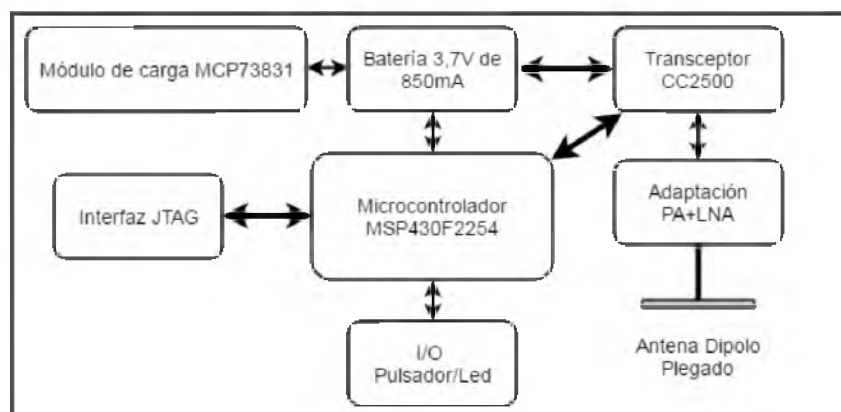 Módulo de carga MCP73831
Batería 3,7V de
850mA
Transceptor
CC2500
Interfaz JTAG
Microcontrolador
MSP430F2254
Adaptación
PA+LNA
I/O
Pulsador/Led
Antena Dipolo
Plegado